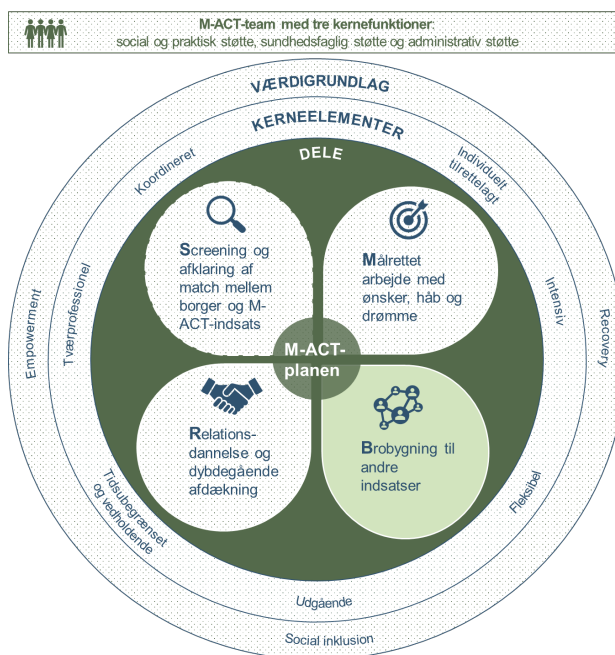 M-ACT-team med tre kernefunktioner:
social og praktisk støtte, sundhedsfaglig støtte og administrativ støtte
VÆRDIGRUNDLAG
KERNEELEMENTER
DELE
Koordineret
Individuelt
tilrettelagt
Tværprofessionel
Intensiv
Empowerment
Recovery
Screening og
afklaring af
match mellem
borger og M-
ACT-indsats
Målrettet
arbejde med
ønsker, håb og
drømme
M-ACT-
planen
Relations-
dannelse og
dybdegående
afdækning
Brobygning til
andre
indsatser
Tidsubegrænset
og vedholdende
Fleksibel
Udgående
Social inklusion